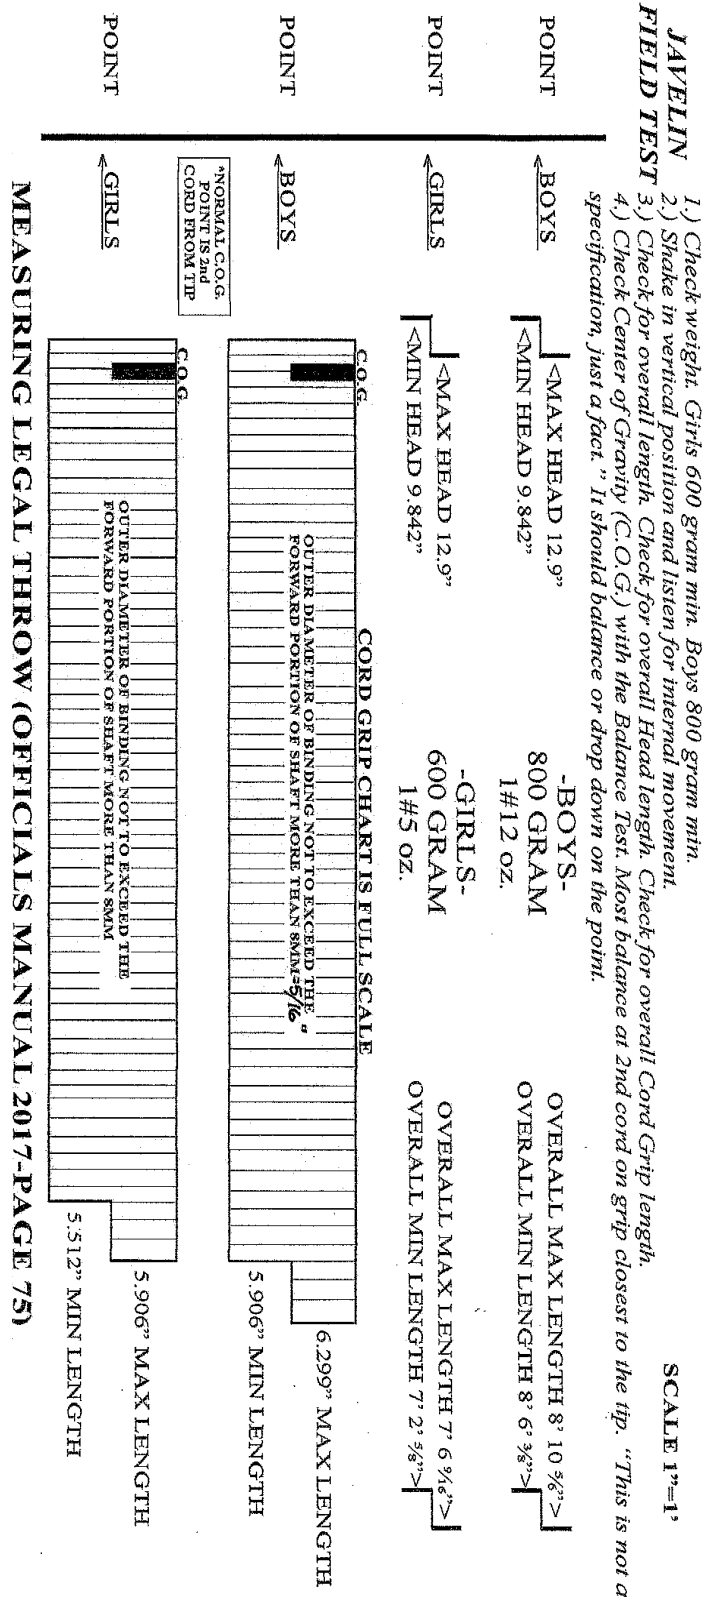 JAVELIN
FIELD TEST
1.) Check weight. Girls 600 gram min. Boys 800 gram min.
2.) Shake in vertical position and listen for internal movement.
3.) Check for overall length. Check for overall Head length. Check for overall Cord Grip length.
4.) Check Center of Gravity (C.O.G.) with the Balance Test. Most balance at 2nd cord on grip closest to the tip. “This is not a
specification, just a fact.” It should balance or drop down on the point.
SCALE 1”=1’
POINT
<BOYS
<MAX HEAD 12.9”
<MIN HEAD 9.842”
-BOYS-
800 GRAM
1#12 oz.
OVERALL MAX LENGTH 8’ 10 5/6”>
OVERALL MIN LENGTH 8’ 6 3/8”>
POINT
<GIRLS
<MAX HEAD 12.9”
<MIN HEAD 9.842”
-GIRLS-
600 GRAM
1#5 oz.
OVERALL MAX LENGTH 7’ 6 9/16”>
OVERALL MIN LENGTH 7’ 2’ 5/8”>
CORD GRIP CHART IS FULL SCALE
POINT
<BOYS
C.O.G.
OUTER DIAMETER OF BINDING NOT TO EXCEED THE
FORWARD PORTION OF SHAFT MORE THAN 8MM=5/16"
6.299” MAX LENGTH
5.906” MIN LENGTH
*NORMAL C.O.G.
POINT IS 2nd
CORD FROM TIP
POINT
<GIRLS
C.O.G.
OUTER DIAMETER OF BINDING NOT TO EXCEED THE
FORWARD PORTION OF SHAFT MORE THAN 8MM
5.906” MAX LENGTH
5.512” MIN LENGTH
MEASURING LEGAL THROW (OFFICIALS MANUAL 2017-PAGE 75)